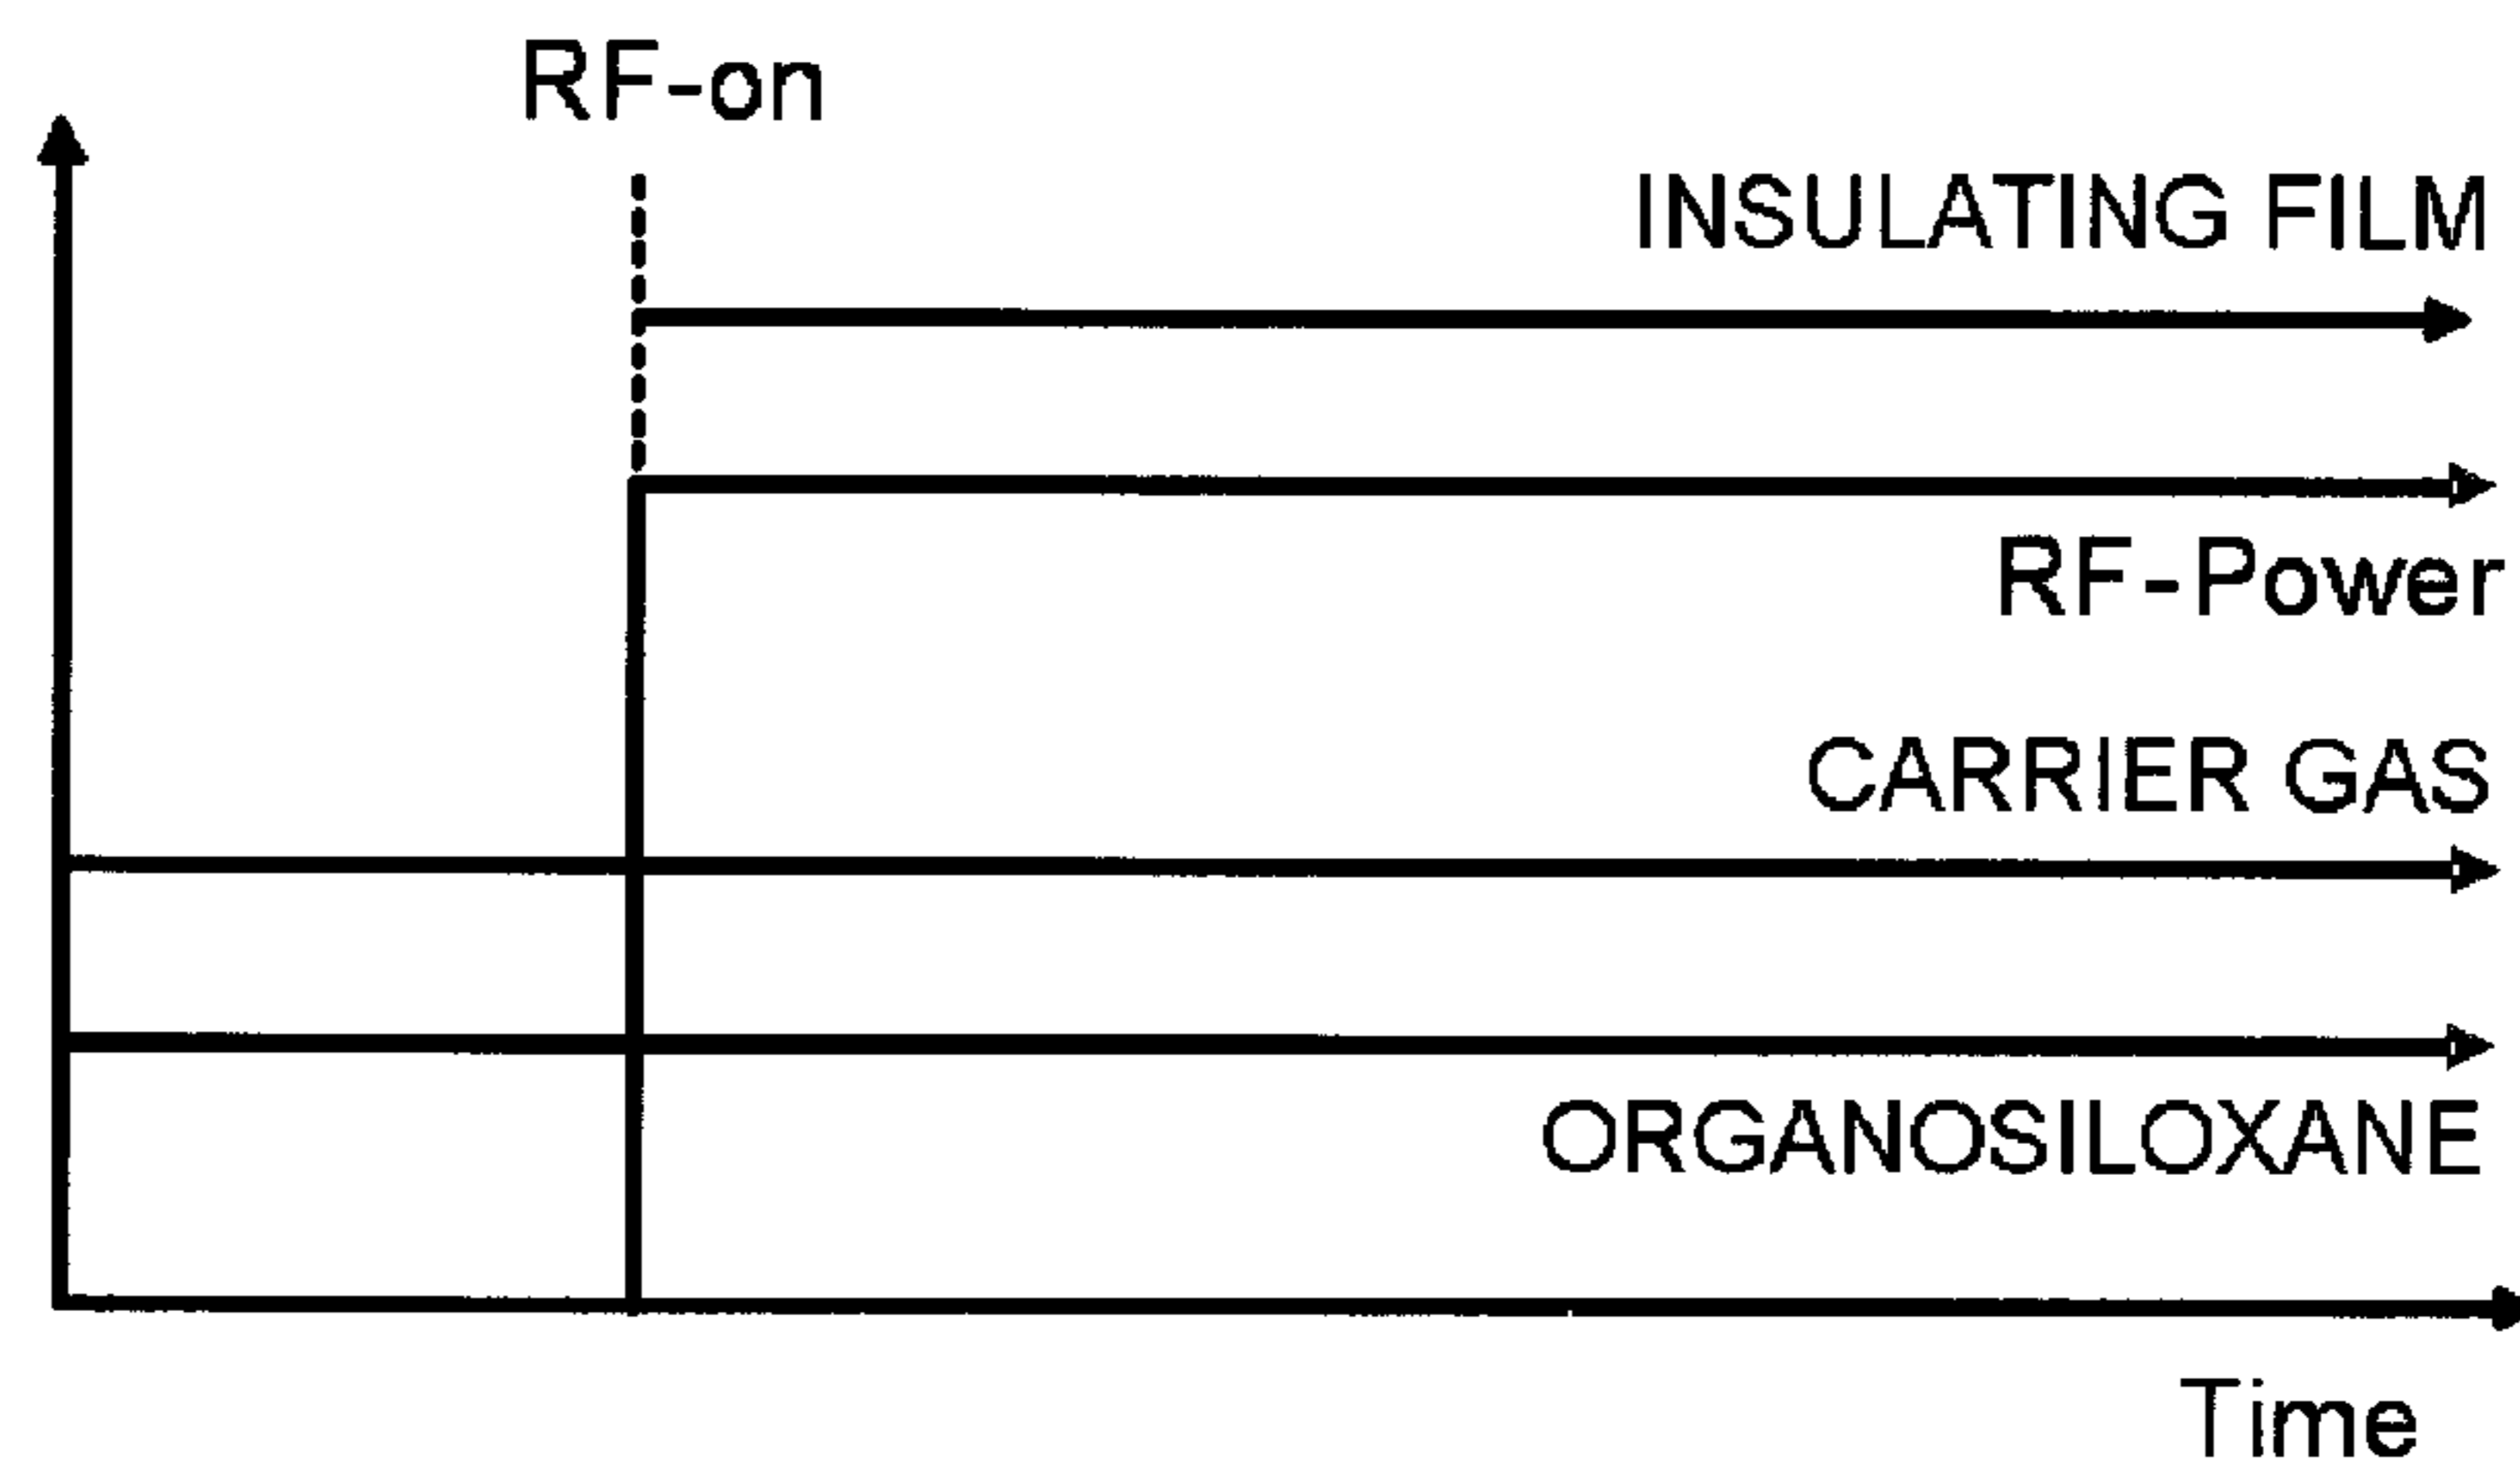 RF-on
INSULATING FILM
RF-Power
CARRIER GAS
ORGANOSILOXANE
Time